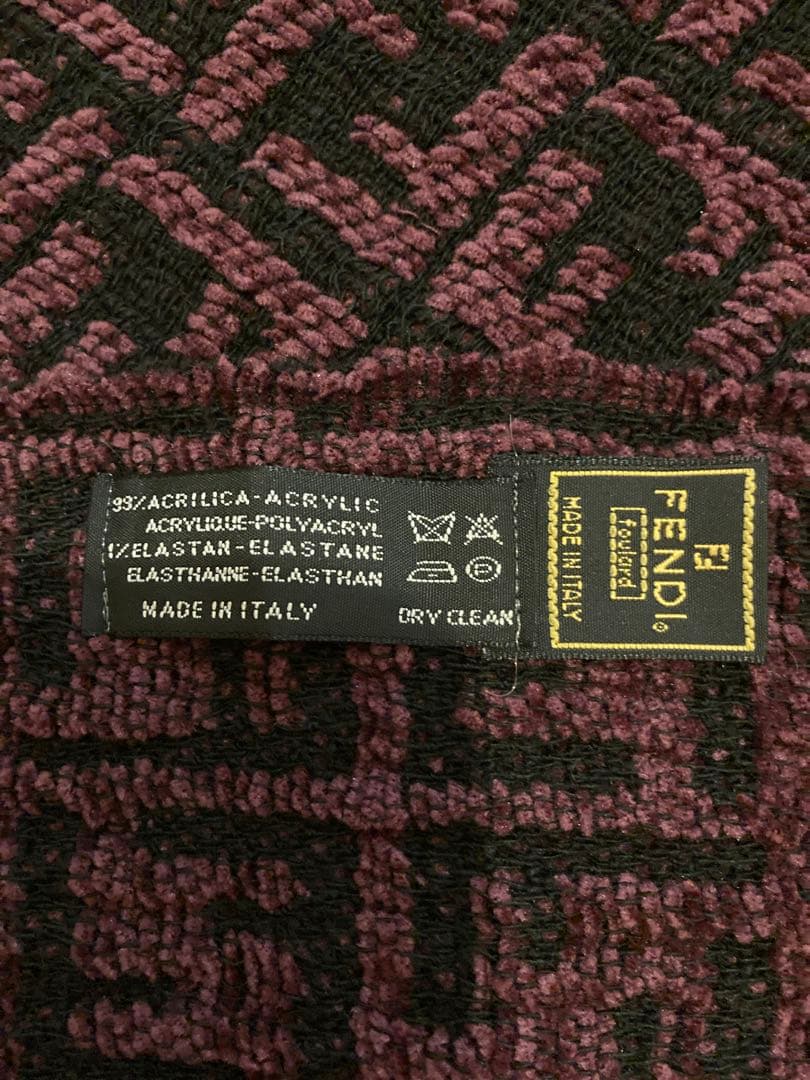 99% ACRILICA-ACRYLIC
ACRYLIQUE-POLYACRYL
1% ELASTAN-ELASTANE
ELASTHANNE-ELASTHAN
MADE IN ITALY
DRY CLEAN
P
FENDI®
foulard
MADE IN ITALY